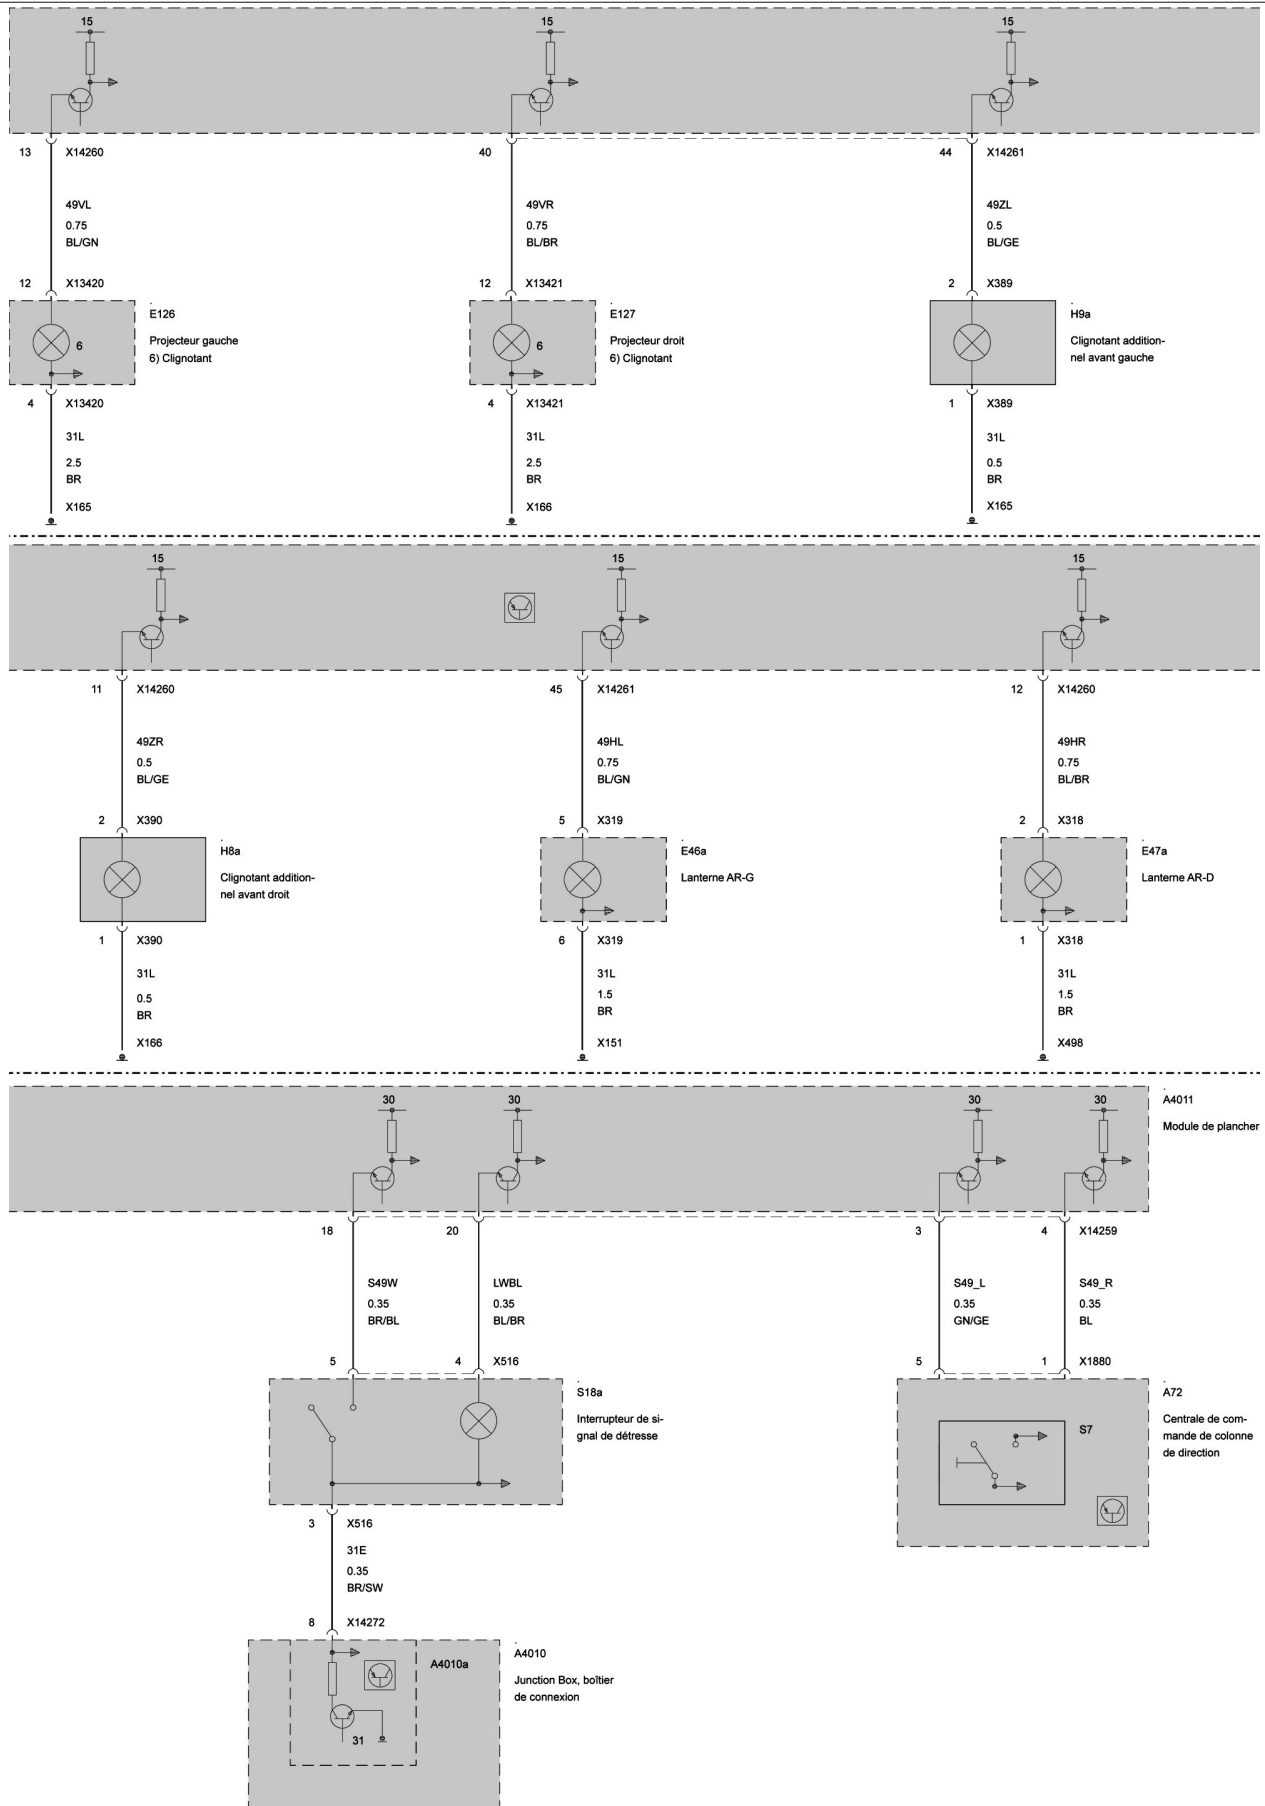 15 15 15
13 X14260 40 44 X14261
49VL 49VR 49ZL
0.75 0.75 0.5
BL/GN BL/BR BL/GE
12 X13420 12 X13421 2 X389
E126 E127 H9a
Projecteur gauche Projecteur droit Clignotant addition-
6) Clignotant 6) Clignotant nel avant gauche
6 6
4 X13420 4 X13421 1 X389
31L 31L 31L
2.5 2.5 0.5
BR BR BR
X165 X166 X165
15 15 15
11 X14260 45 X14261 12 X14260
49ZR 49HL 49HR
0.5 0.75 0.75
BL/GE BL/GN BL/BR
2 X390 5 X319 2 X318
H8a E46a E47a
Clignotant addition- Lanterne AR-G Lanterne AR-D
nel avant droit
1 X390 6 X319 1 X318
31L 31L 31L
0.5 1.5 1.5
BR BR BR
X166 X151 X498
30 30 30 30 A4011
Module de plancher
18 20 3 4 X14259
S49W LWBL S49_L S49_R
0.35 0.35 0.35 0.35
BR/BL BL/BR GN/GE BL
5 4 X516 5 1 X1880
S18a A72
Interrupteur de si- Centrale de com-
gnal de détresse mande de colonne
de direction
S7
3 X516
31E
0.35
BR/SW
8 X14272
A4010
A4010a
Junction Box, boîtier
de connexion
31